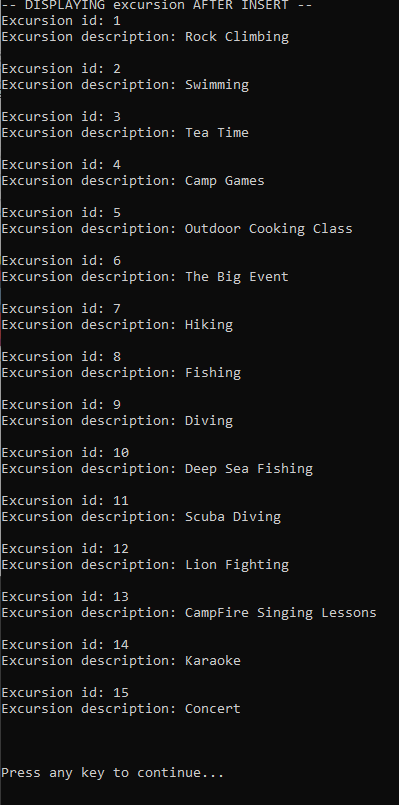 -- DISPLAYING excursion AFTER INSERT --
Excursion id: 1
Excursion description: Rock Climbing
Excursion id: 2
Excursion description: Swimming
Excursion id: 3
Excursion description: Tea Time
Excursion id: 4
Excursion description: Camp Games
Excursion id: 5
Excursion description: Outdoor Cooking Class
Excursion id: 6
Excursion description: The Big Event
Excursion id: 7
Excursion description: Hiking
Excursion id: 8
Excursion description: Fishing
Excursion id: 9
Excursion description: Diving
Excursion id: 10
Excursion description: Deep Sea Fishing
Excursion id: 11
Excursion description: Scuba Diving
Excursion id: 12
Excursion description: Lion Fighting
Excursion id: 13
Excursion description: CampFire Singing Lessons
Excursion id: 14
Excursion description: Karaoke
Excursion id: 15
Excursion description: Concert
Press any key to continue...